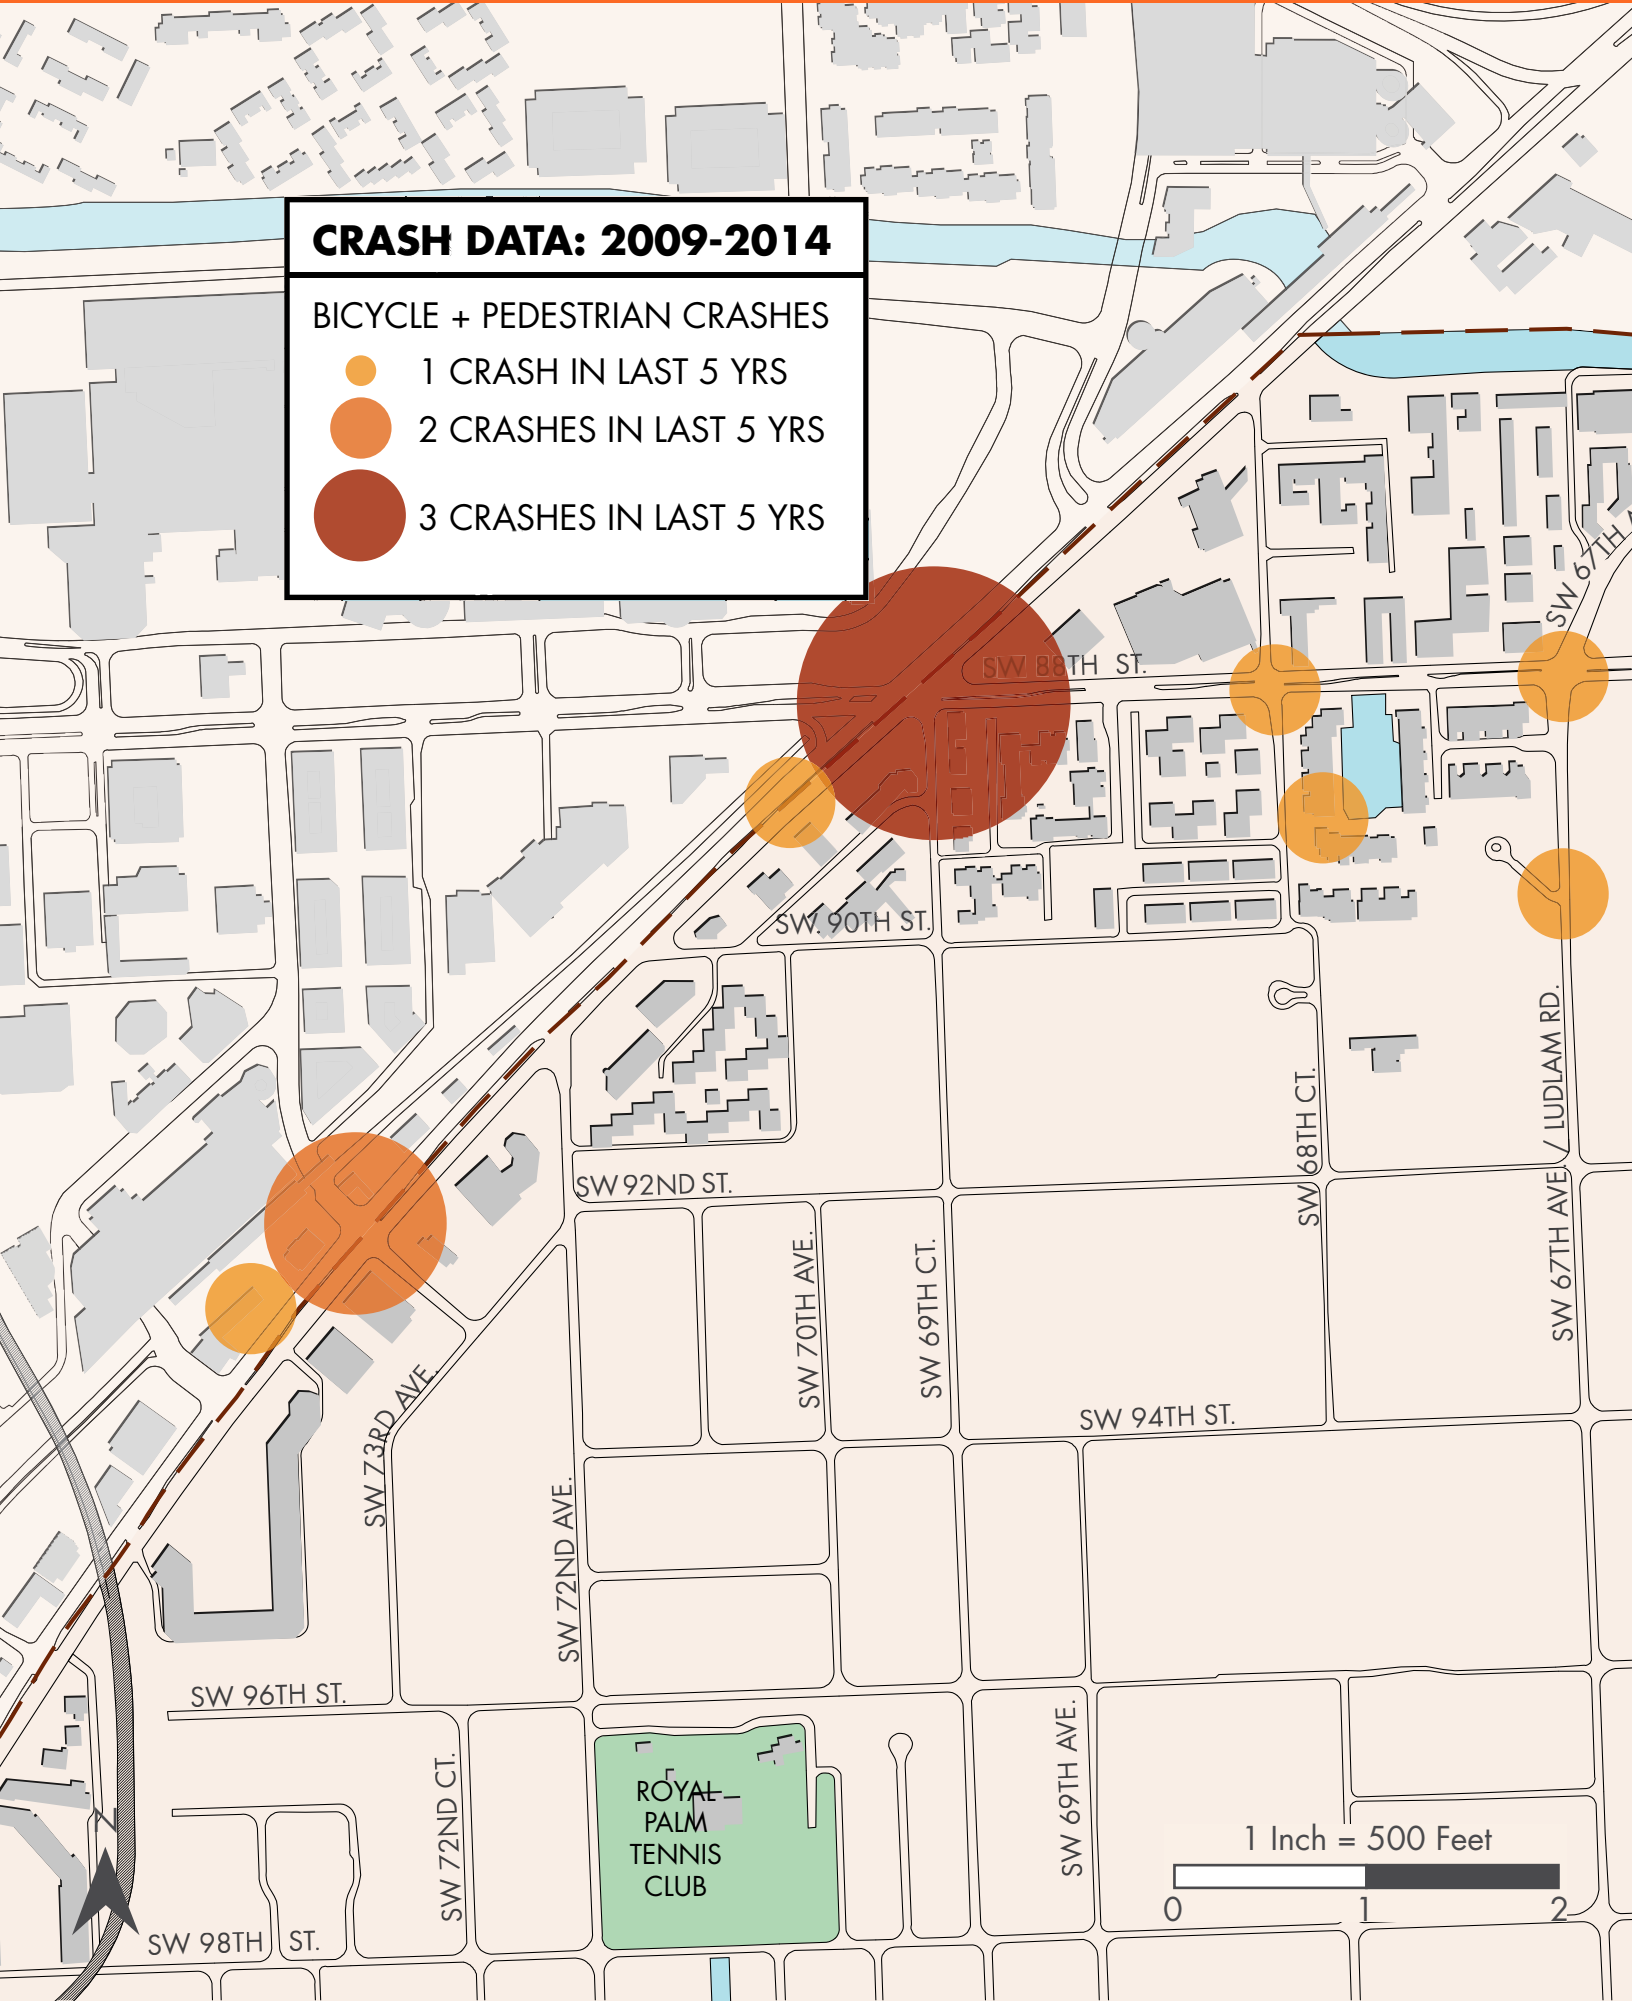 CRASH DATA: 2009-2014
BICYCLE + PEDESTRIAN CRASHES
1 CRASH IN LAST 5 YRS
2 CRASHES IN LAST 5 YRS
3 CRASHES IN LAST 5 YRS
SW 67TH
SW 88TH ST.
SW. 90TH ST.
SW 92ND ST.
SW 68TH CT.
SW 67TH AVE. / LUDLAM RD.
SW 70TH AVE.
SW 69TH CT.
SW 73RD AVE.
SW 94TH ST.
SW 72ND AVE.
SW 96TH ST.
SW 72ND CT.
SW 69TH AVE.
ROYAL
PALM
TENNIS
CLUB
N
1 Inch = 500 Feet
0 1 2
SW 98TH ST.